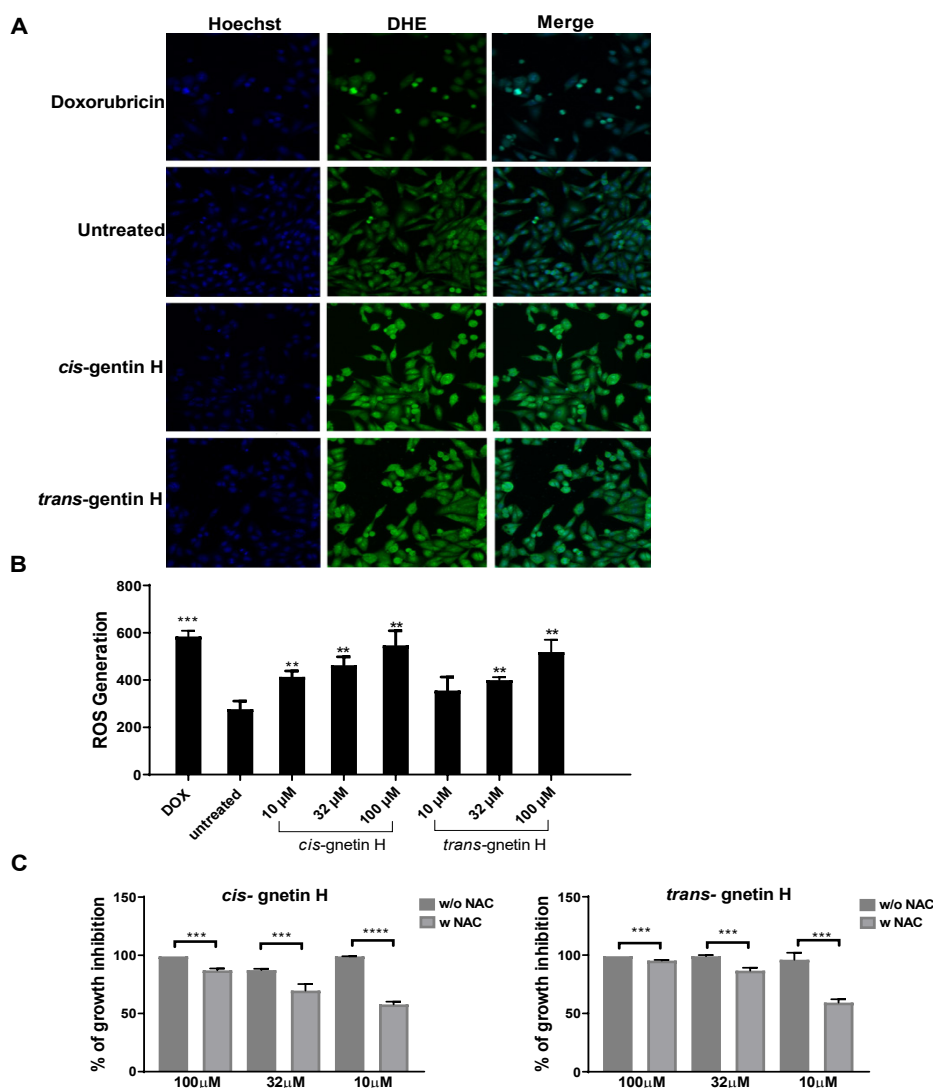 A
Hoechst DHE Merge
Doxorubricin
Untreated
cis-gentin H
trans-gentin H
B
ROS Generation
800
600
400
200
0
*** ** ** ** ** **
DOX untreated 10 µM 32 µM 100 µM 10 µM 32 µM 100 µM
cis-gnetin H trans-gnetin H
C
cis- gnetin H
% of growth inhibition
150
100
50
0
w/o NAC
w NAC
*** *** ****
100µM 32µM 10µM
trans- gnetin H
% of growth inhibition
150
100
50
0
w/o NAC
w NAC
*** *** ***
100µM 32µM 10µM